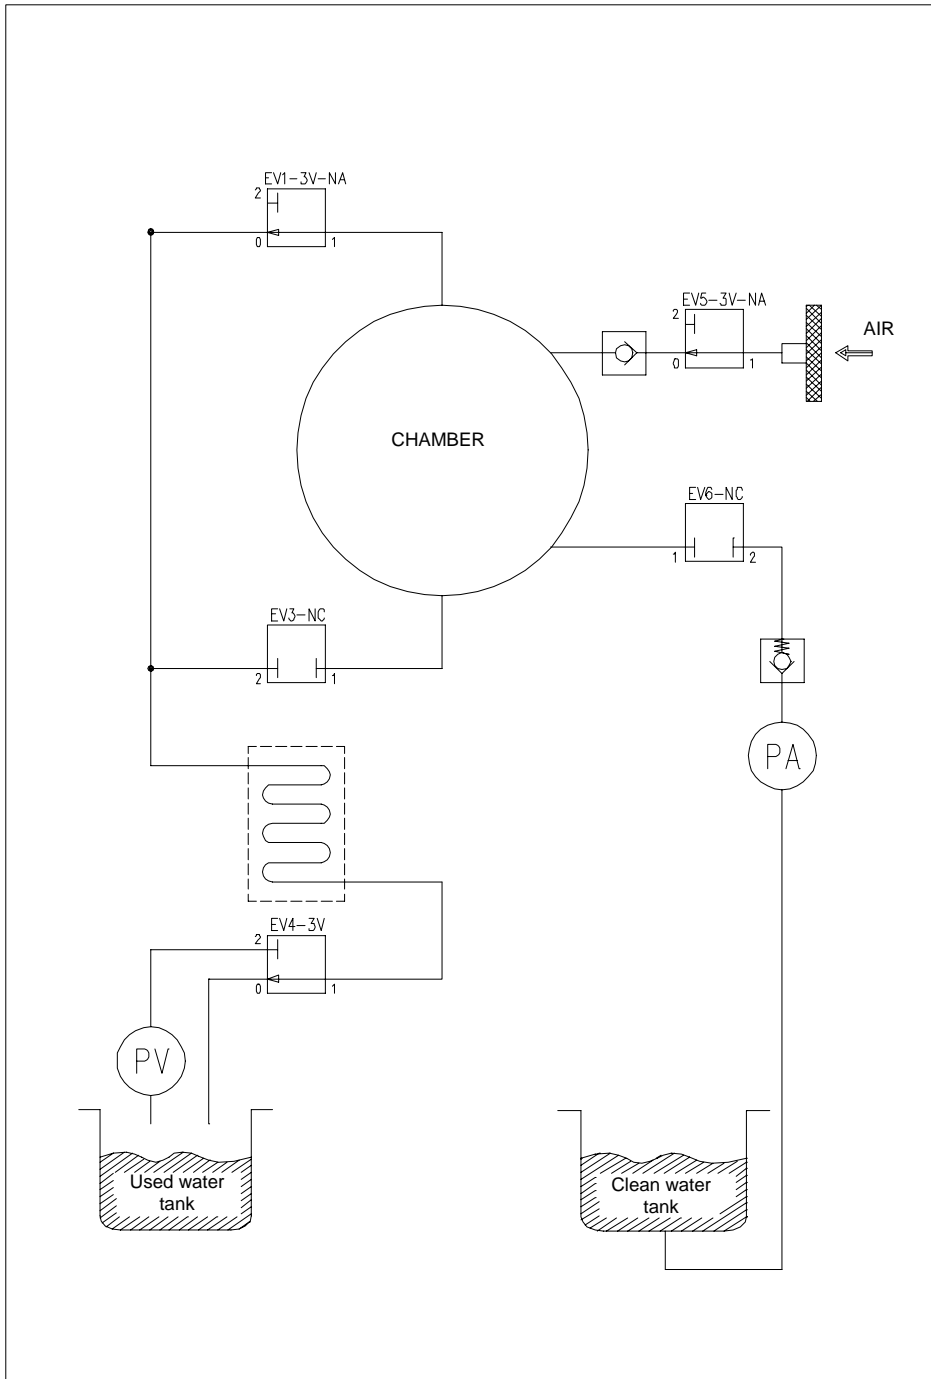 EV1-3V-NA
2
0
1
EV5-3V-NA
2
0
1
AIR
CHAMBER
EV6-NC
1
2
EV3-NC
2
1
PA
EV4-3V
2
0
1
PV
Used water
tank
Clean water
tank